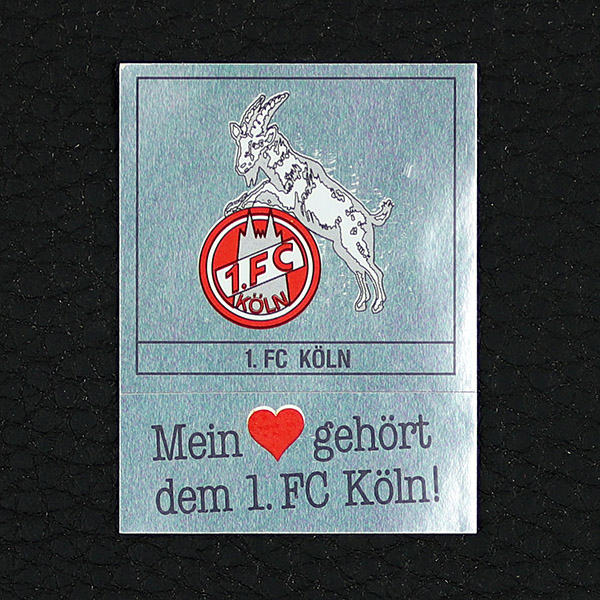 1.FC
KÖLN
1. FC KÖLN
Mein ❤ gehört
dem 1. FC Köln!